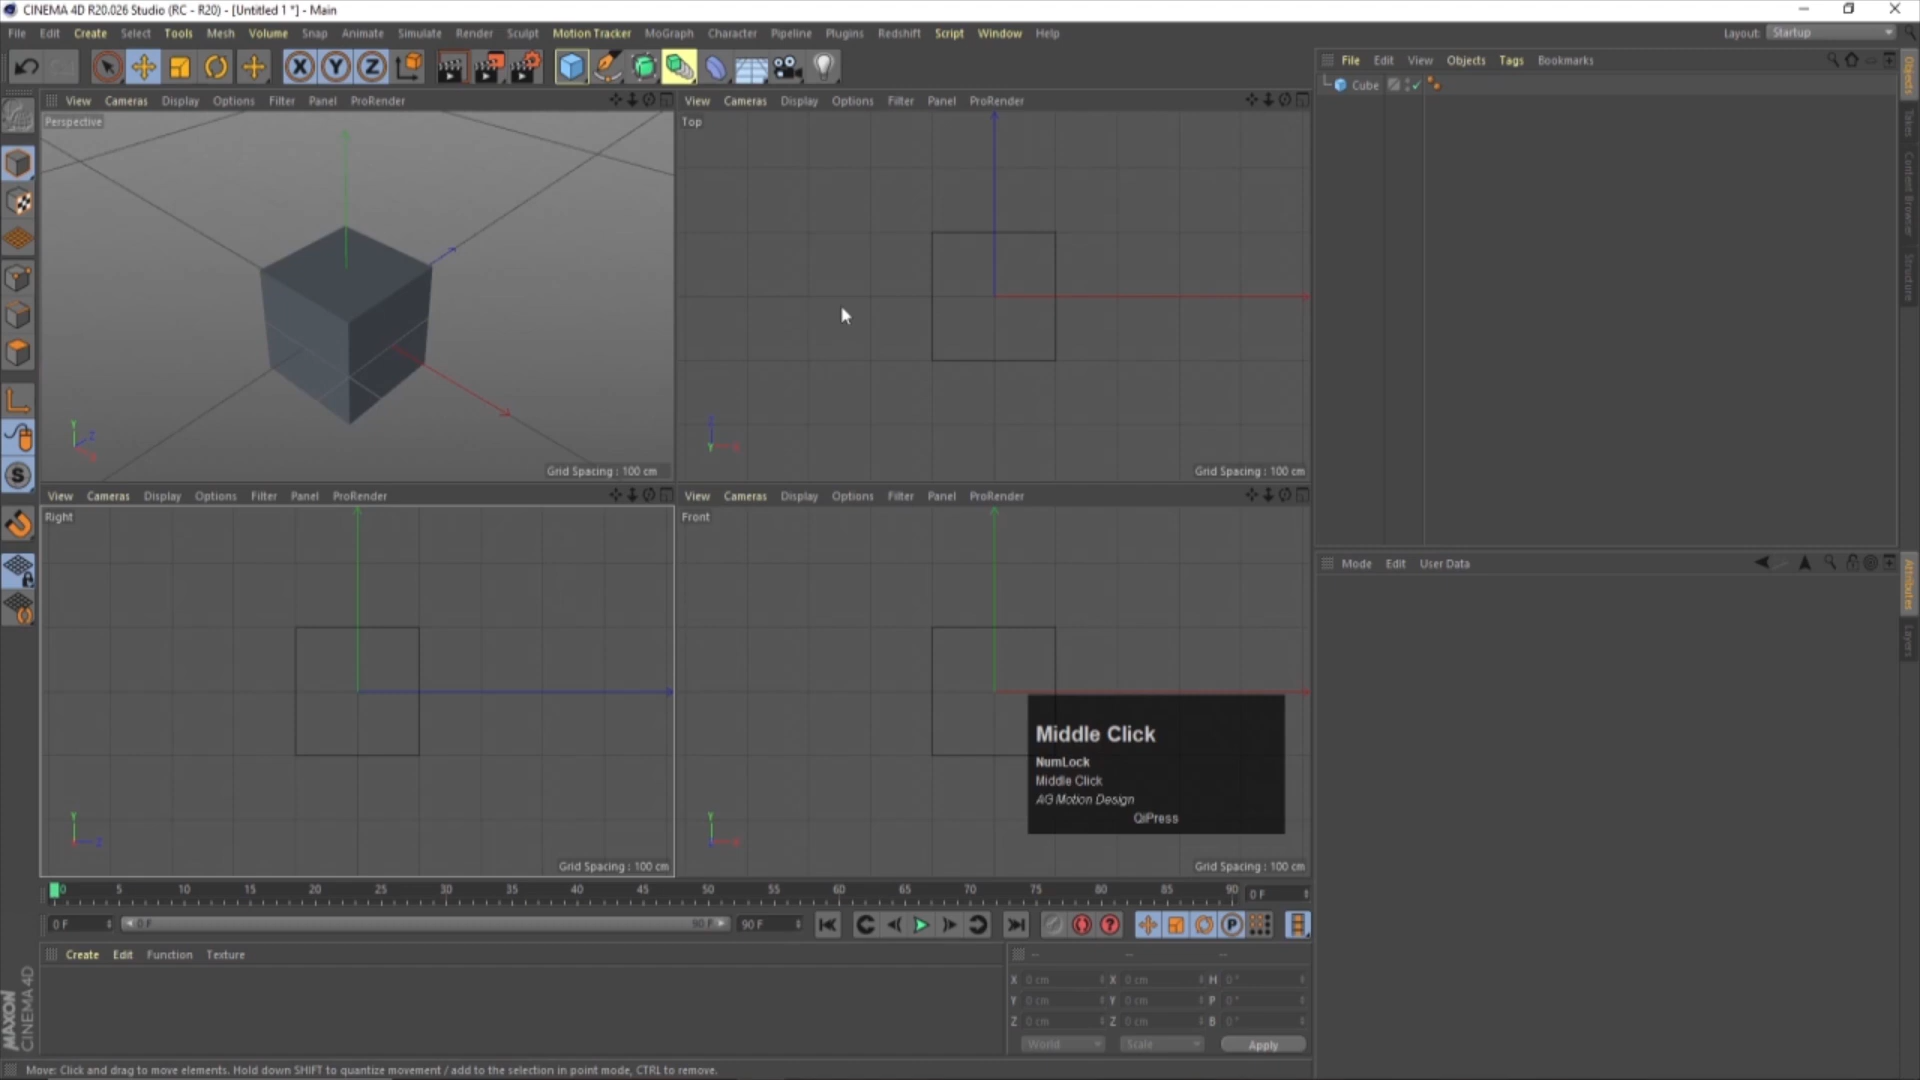 CINEMA 4D R20.026 Studio (RC - R20) - [Untitled 1 *] - Main
File Edit Create Select Tools Mesh Volume Snap Animate Simulate Render Sculpt Motion Tracker MoGraph Character Pipeline Plugins Redshift Script Window Help Layout: Startup
X Y Z
File Edit View Objects Tags Bookmarks
Cube
View Cameras Display Options Filter Panel ProRender
Perspective
Y
Z
Grid Spacing : 100 cm
View Cameras Display Options Filter Panel ProRender
Top
Y
Grid Spacing : 100 cm
Objects
Takes
Content Browser
Structure
View Cameras Display Options Filter Panel ProRender
Right
Y
Z
Grid Spacing : 100 cm
View Cameras Display Options Filter Panel ProRender
Front
Y
Grid Spacing : 100 cm
Middle Click
NumLock
Middle Click
AG Motion Design
QiPress
S
Mode Edit User Data
Attributes
Layers
0 5 10 15 20 25 30 35 40 45 50 55 60 65 70 75 80 85 90 0 F
0 F 0 F 90 F 90 F
? P
Create Edit Function Texture
-- -- --
X 0 cm X 0 cm H 0 °
Y 0 cm Y 0 cm P 0 °
Z 0 cm Z 0 cm B 0 °
World Scale Apply
MAXON
CINEMA 4D
Move: Click and drag to move elements. Hold down SHIFT to quantize movement / add to the selection in point mode, CTRL to remove.